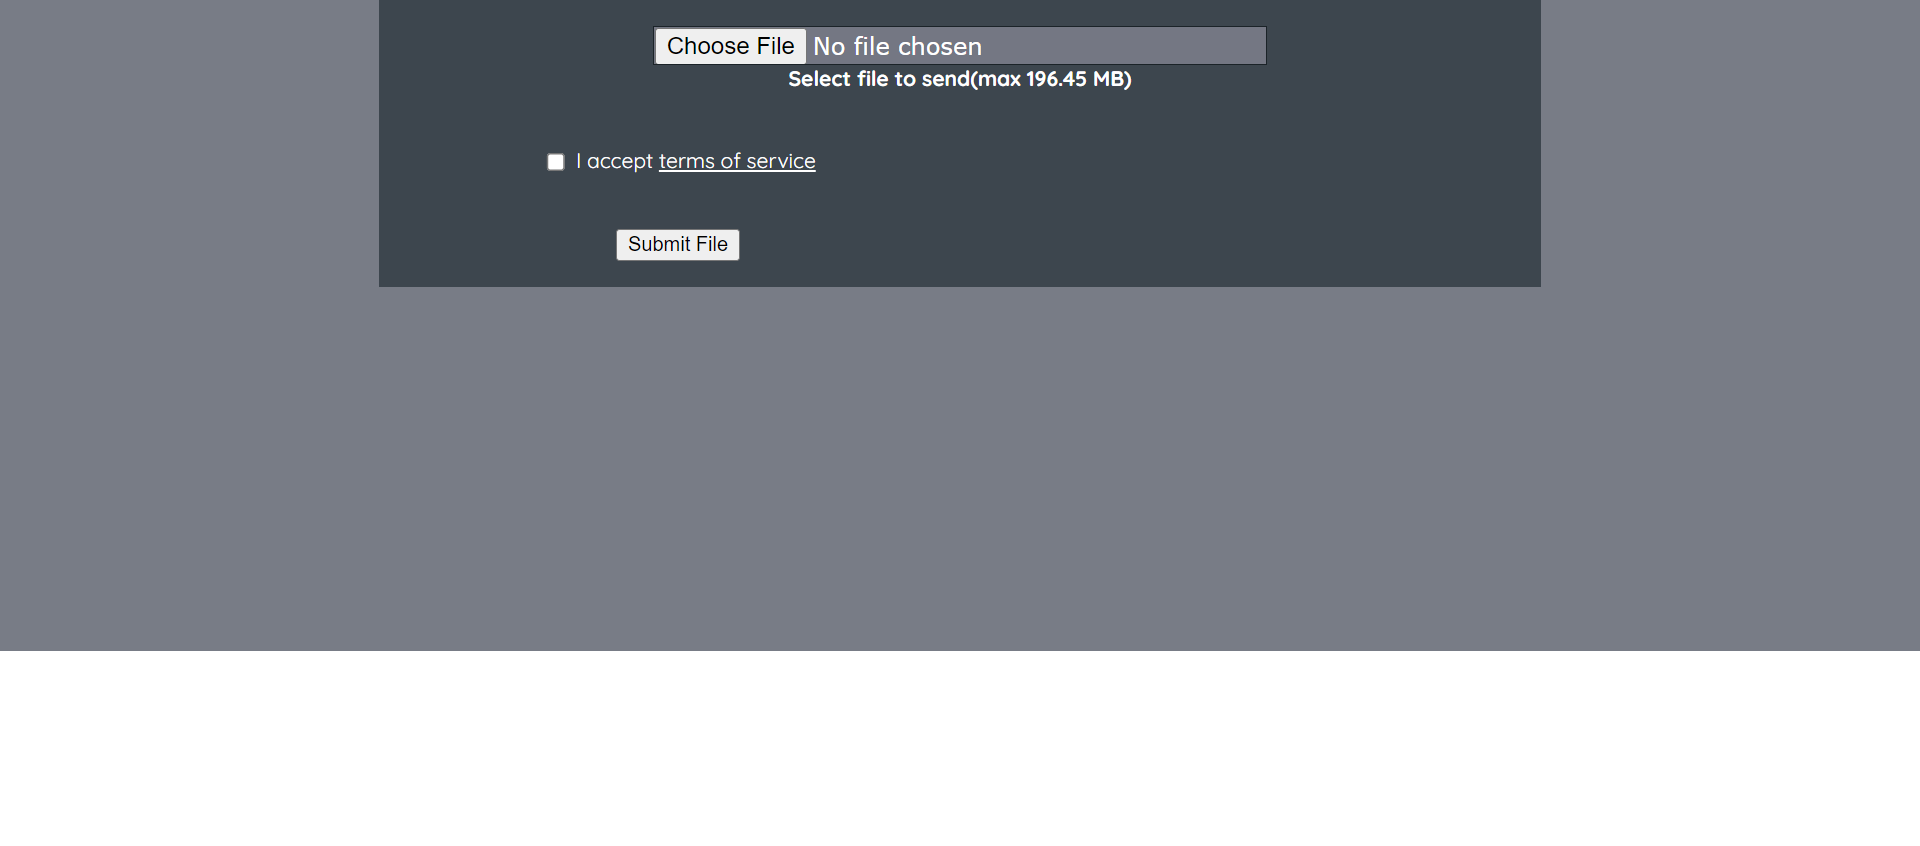 Choose File No file chosen
Select file to send(max 196.45 MB)
I accept terms of service
Submit File